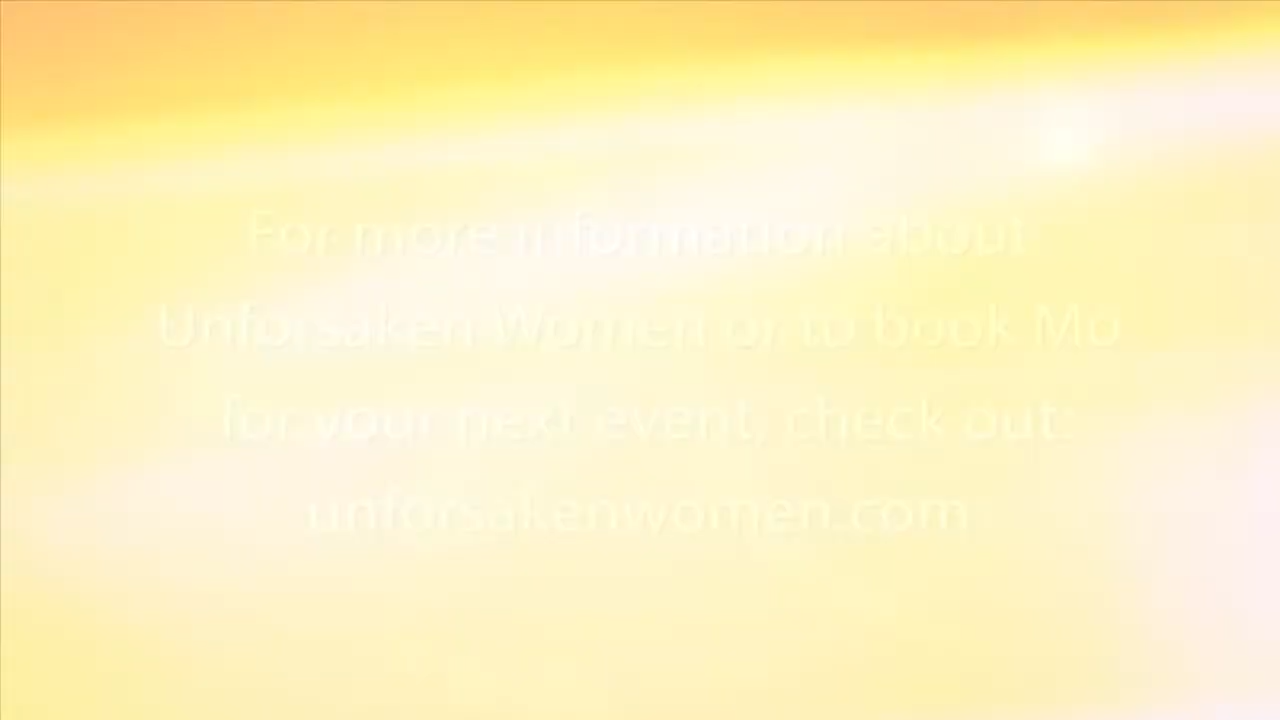 For more information about
Unforsaken Women or to book Mo
for your next event, check out:
unforsakenwomen.com